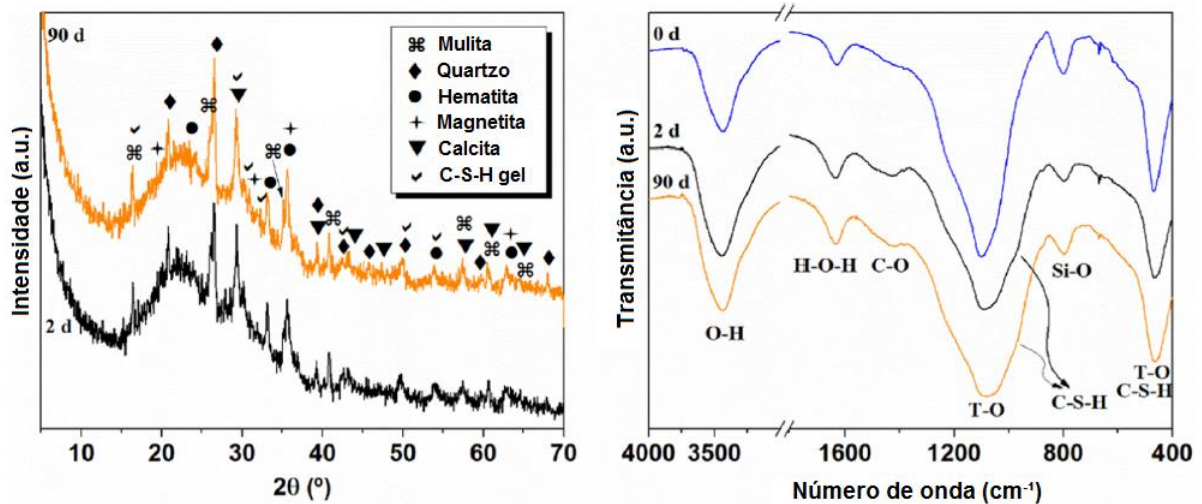 90 d
2 d
Mulita
Quartzo
Hematita
Magnetita
Calcita
C-S-H gel
Intensidade (a.u.)
10 20 30 40 50 60 70
2θ (º)
0 d
2 d
90 d
O-H
H-O-H
C-O
T-O
C-S-H
Si-O
T-O
C-S-H
Transmitância (a.u.)
4000 3500 1600 1200 800 400
Número de onda (cm⁻¹)